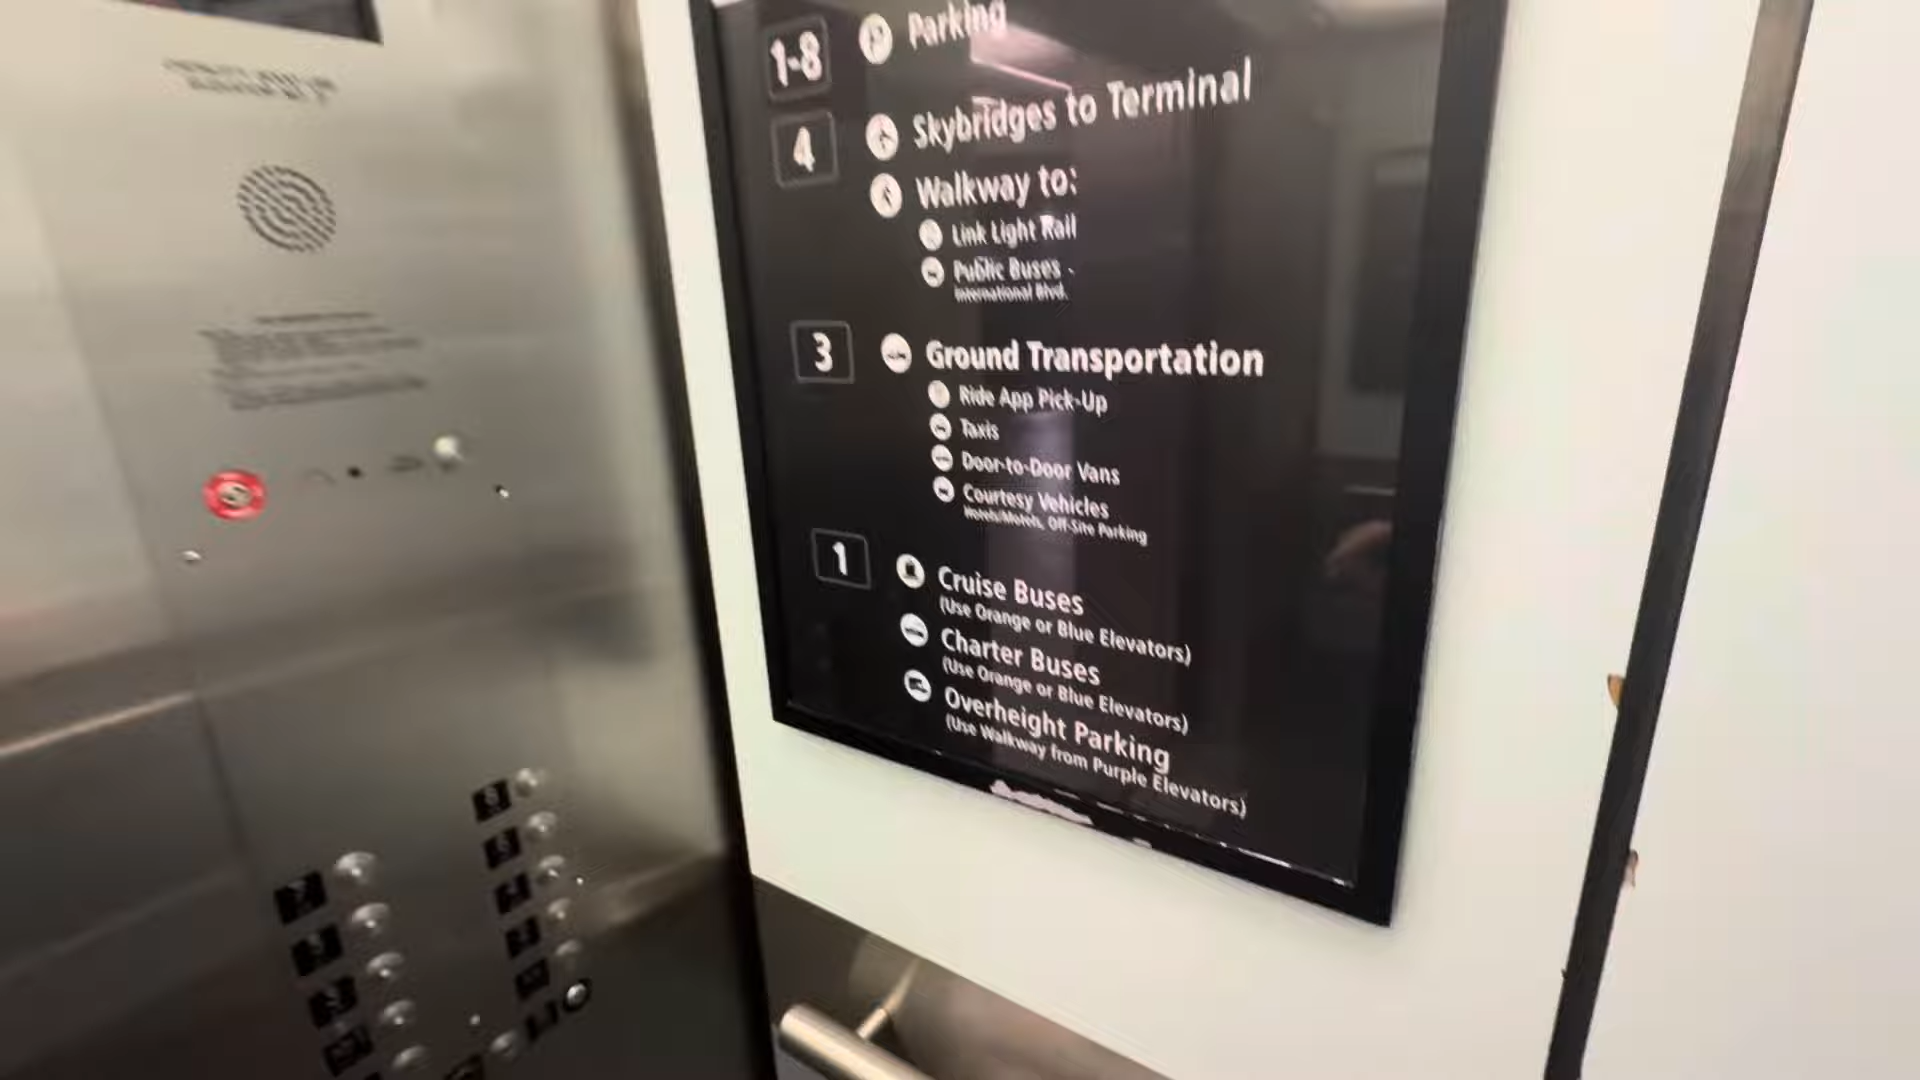 1-8 Parking
4 Skybridges to Terminal
Walkway to:
Link Light Rail
Public Buses -
International Blvd.
3 Ground Transportation
Ride App Pick-Up
Taxis
Door-to-Door Vans
Courtesy Vehicles
Hotels/Motels, Off-Site Parking
1 Cruise Buses
(Use Orange or Blue Elevators)
Charter Buses
(Use Orange or Blue Elevators)
Overheight Parking
(Use Walkway from Purple Elevators)